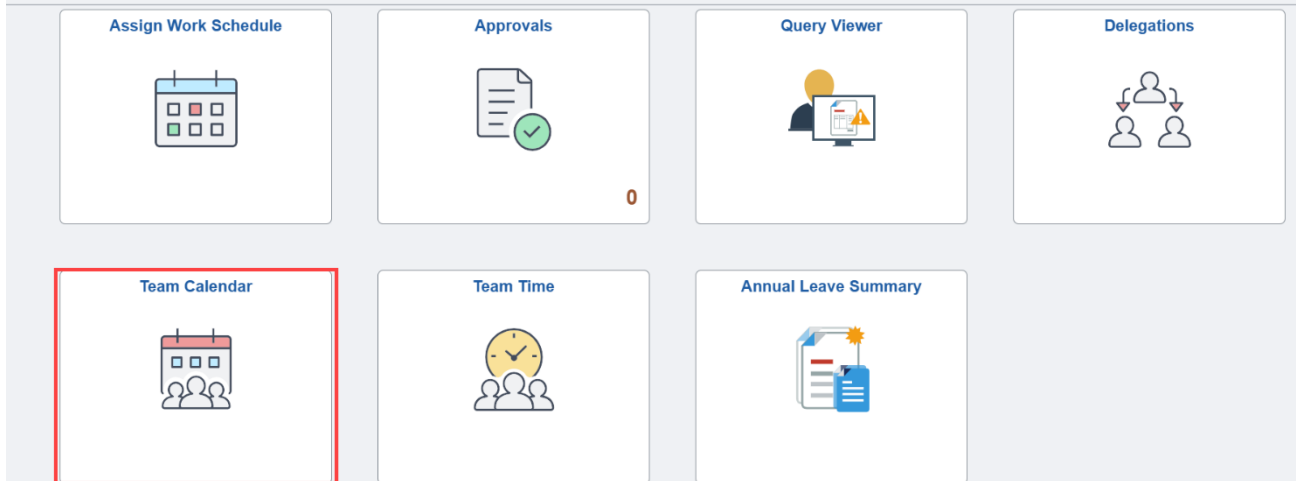 Assign Work Schedule
Approvals
Query Viewer
Delegations
0
Team Calendar
Team Time
Annual Leave Summary